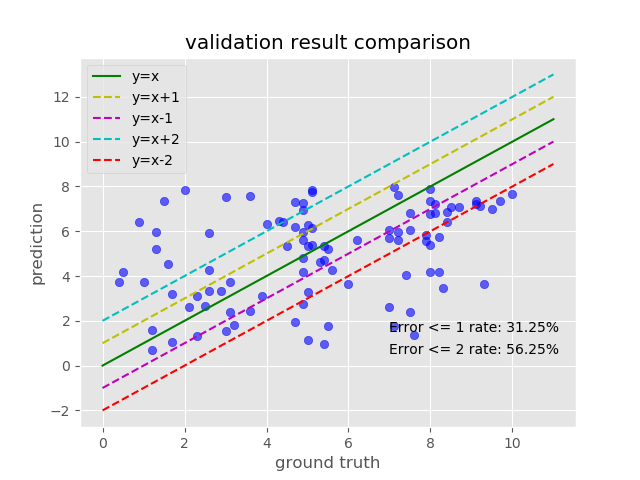 validation result comparison
y=x
y=x+1
y=x-1
y=x+2
y=x-2
12
10
8
6
4
2
0
−2
prediction
Error <= 1 rate: 31.25%
Error <= 2 rate: 56.25%
0
2
4
6
8
10
ground truth